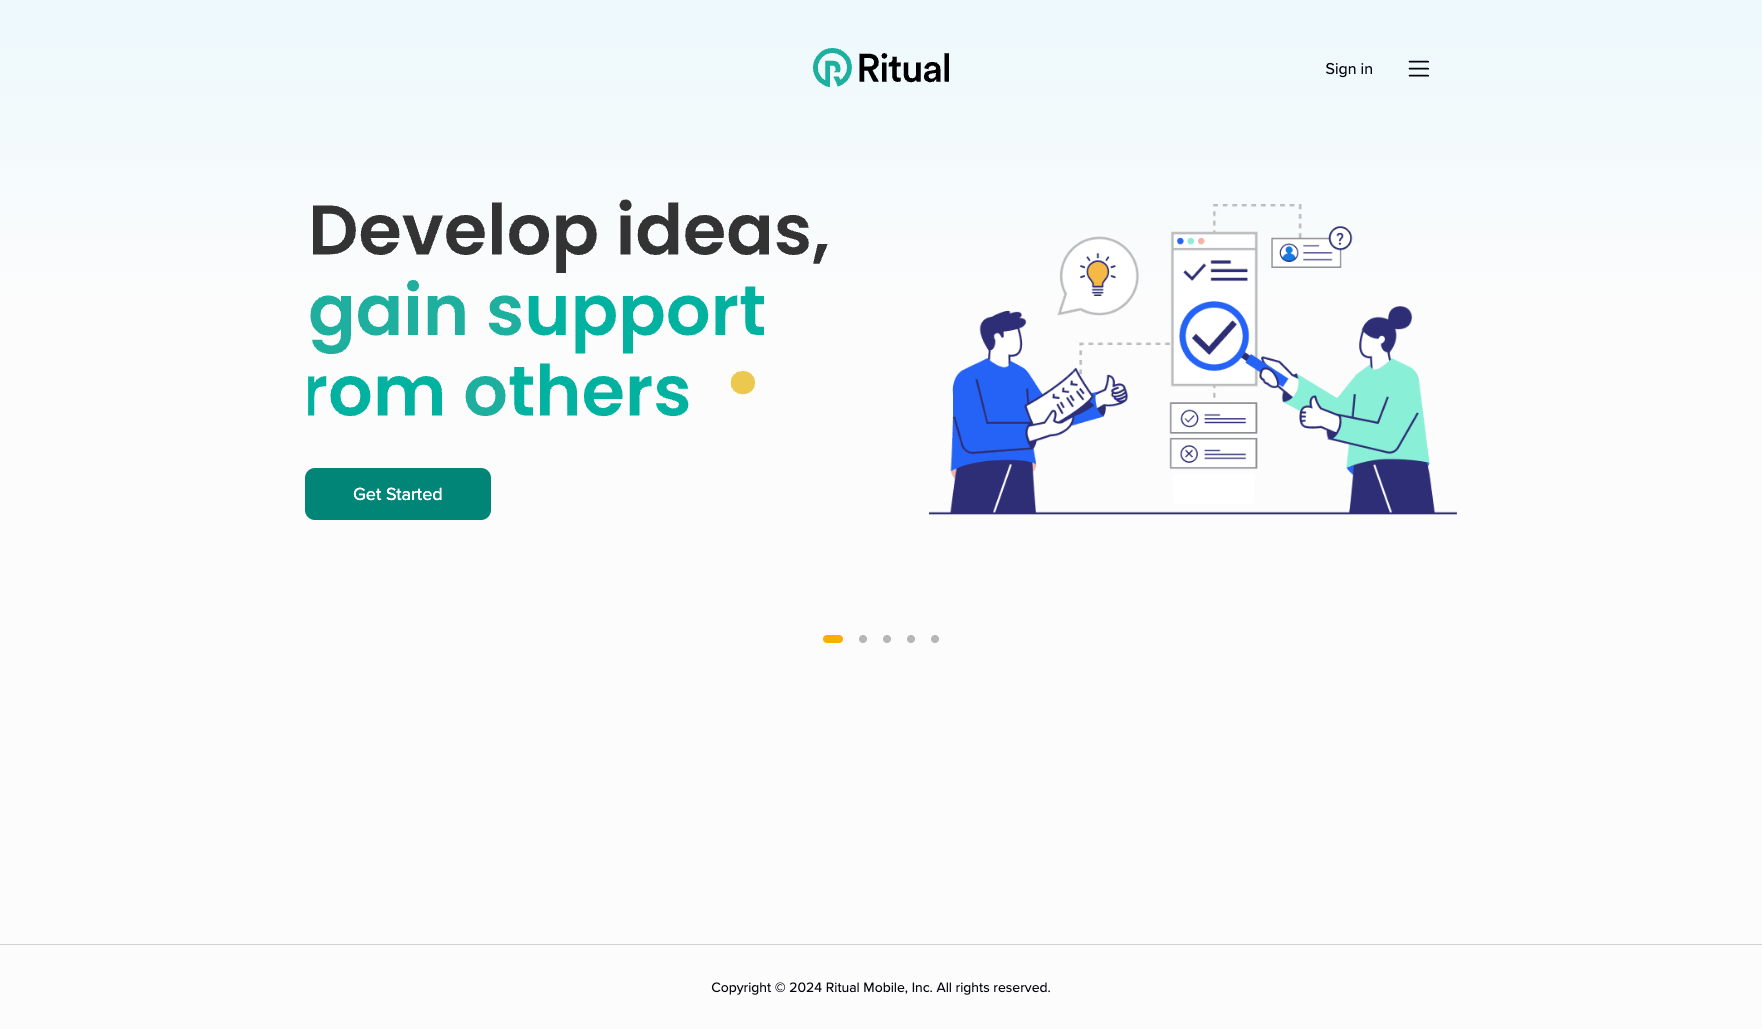 Ritual
Sign in
Develop ideas,
?
gain support
rom others
Get Started
Copyright © 2024 Ritual Mobile, Inc. All rights reserved.